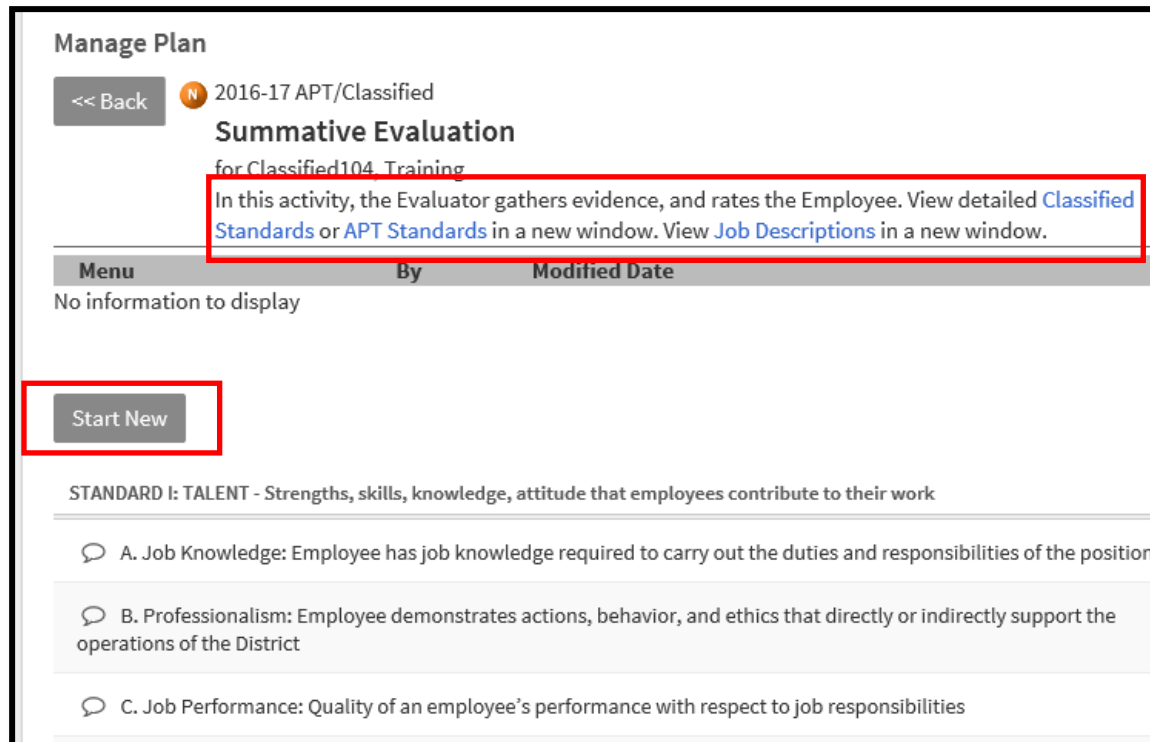 Manage Plan
<< Back
N
2016-17 APT/Classified
Summative Evaluation
for Classified104, Training
In this activity, the Evaluator gathers evidence, and rates the Employee. View detailed Classified
Standards or APT Standards in a new window. View Job Descriptions in a new window.
Menu By Modified Date
No information to display
Start New
STANDARD I: TALENT - Strengths, skills, knowledge, attitude that employees contribute to their work
A. Job Knowledge: Employee has job knowledge required to carry out the duties and responsibilities of the position
B. Professionalism: Employee demonstrates actions, behavior, and ethics that directly or indirectly support the
operations of the District
C. Job Performance: Quality of an employee’s performance with respect to job responsibilities